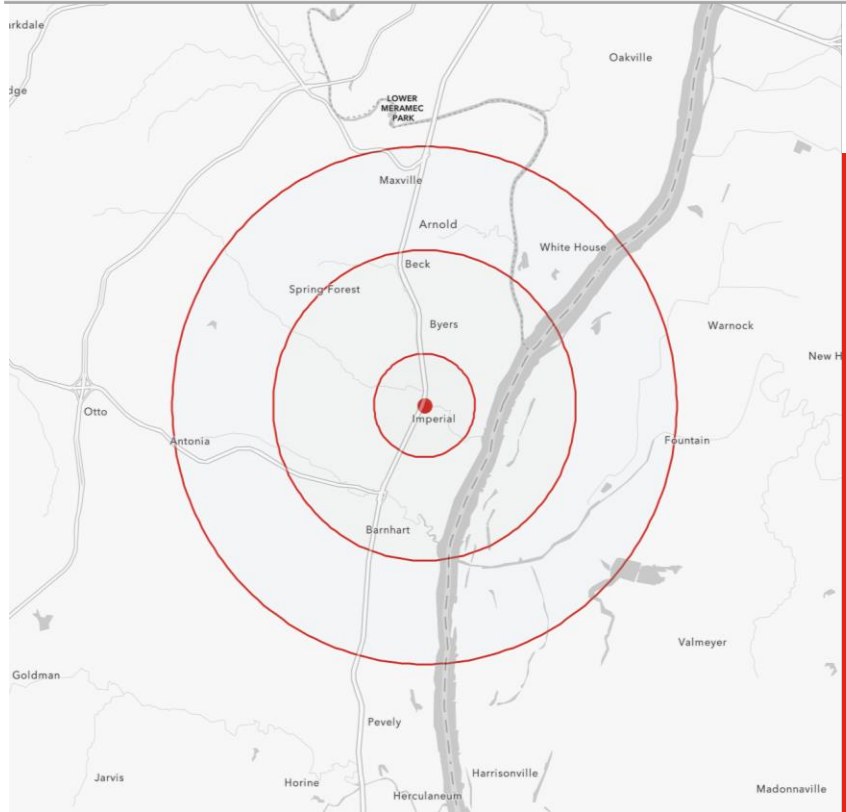 rkdale
Oakville
dge
LOWER
MERAMEC
PARK
Maxville
Arnold
White House
Beck
Spring Forest
Byers
Warnock
New H
Otto
Imperial
Antonia
Fountain
Barnhart
Valmeyer
Goldman
Pevely
Jarvis
Horine
Harrisonville
Herculaneum
Madonnaville